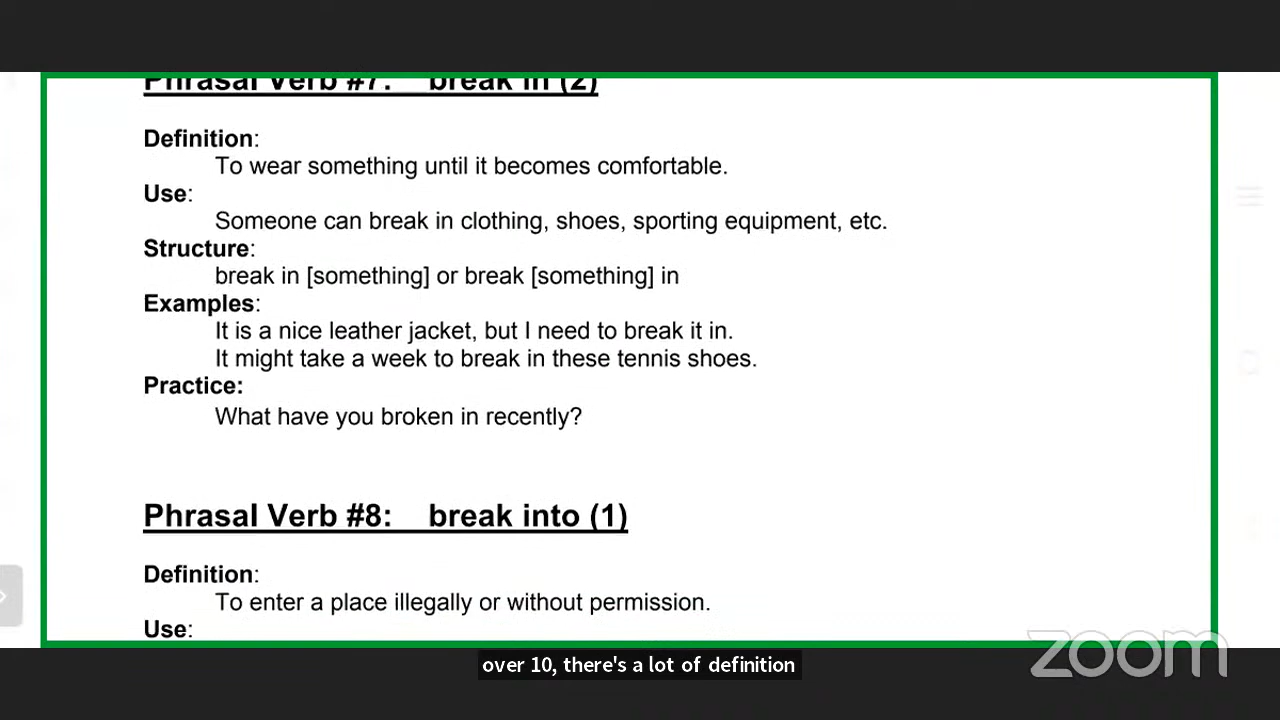 Phrasal Verb #7: break in (2)
Definition:
To wear something until it becomes comfortable.
Use:
Someone can break in clothing, shoes, sporting equipment, etc.
Structure:
break in [something] or break [something] in
Examples:
It is a nice leather jacket, but I need to break it in.
It might take a week to break in these tennis shoes.
Practice:
What have you broken in recently?
Phrasal Verb #8: break into (1)
Definition:
To enter a place illegally or without permission.
Use:
over 10, there's a lot of definition
zoom